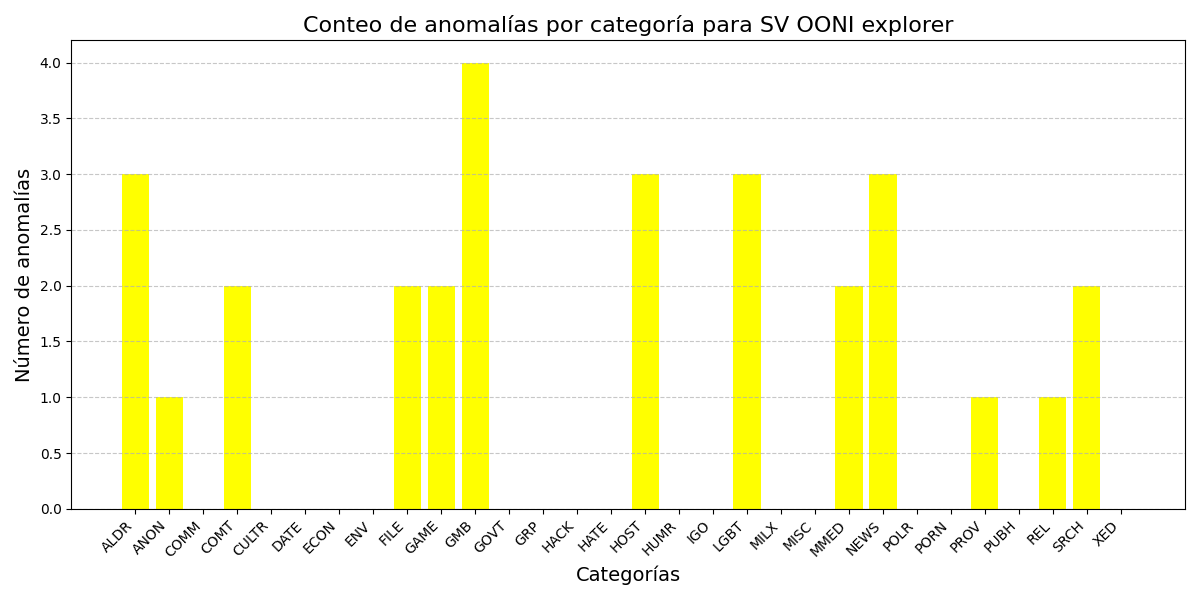 Conteo de anomalías por categoría para SV OONI explorer
Número de anomalías
4.0
3.5
3.0
2.5
2.0
1.5
1.0
0.5
0.0
ALDR
ANON
COMM
COMT
CULTR
DATE
ECON
ENV
FILE
GAME
GMB
GOVT
GRP
HACK
HATE
HOST
HUMR
IGO
LGBT
MILX
MISC
MMED
NEWS
POLR
PORN
PROV
PUBH
REL
SRCH
XED
Categorías